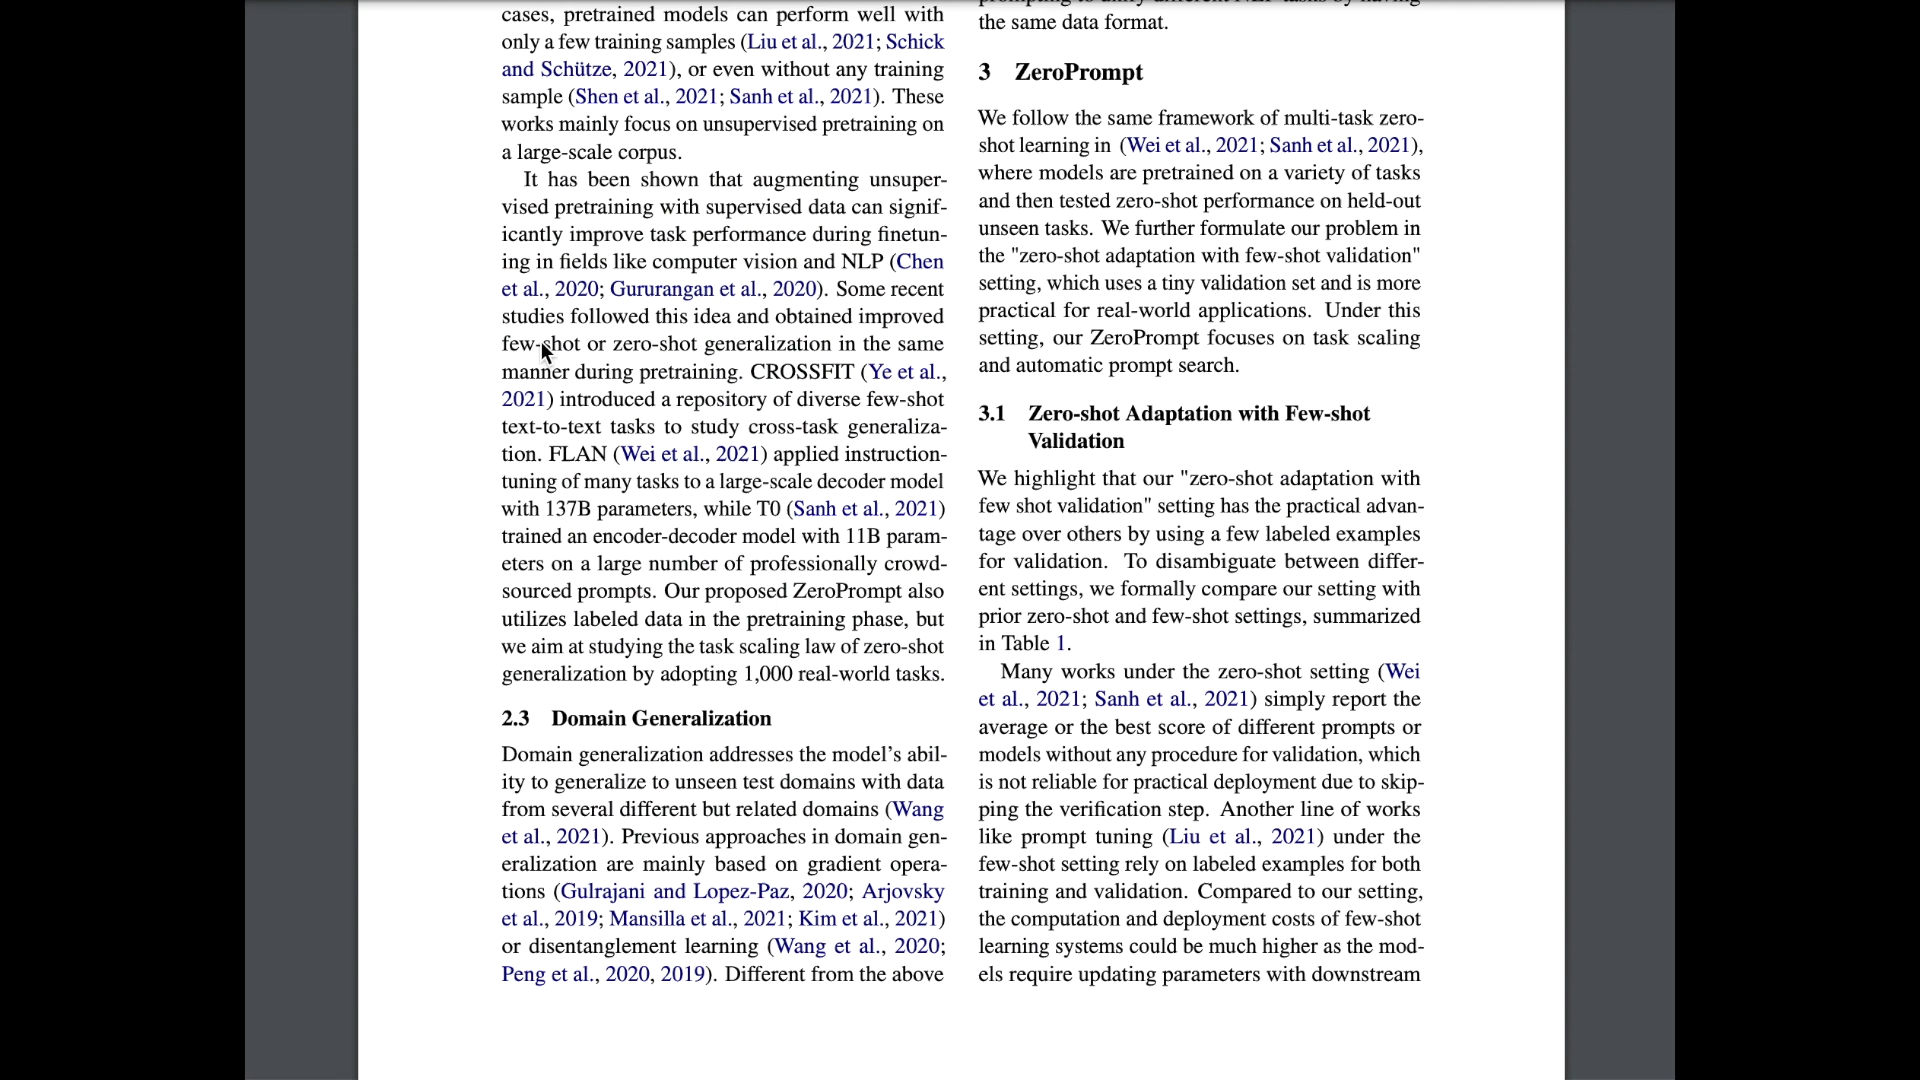 cases, pretrained models can perform well with
only a few training samples (Liu et al., 2021; Schick
and Schütze, 2021), or even without any training
sample (Shen et al., 2021; Sanh et al., 2021). These
works mainly focus on unsupervised pretraining on
a large-scale corpus.
It has been shown that augmenting unsuper-
vised pretraining with supervised data can signif-
icantly improve task performance during finetun-
ing in fields like computer vision and NLP (Chen
et al., 2020; Gururangan et al., 2020). Some recent
studies followed this idea and obtained improved
few-shot or zero-shot generalization in the same
manner during pretraining. CROSSFIT (Ye et al.,
2021) introduced a repository of diverse few-shot
text-to-text tasks to study cross-task generaliza-
tion. FLAN (Wei et al., 2021) applied instruction-
tuning of many tasks to a large-scale decoder model
with 137B parameters, while T0 (Sanh et al., 2021)
trained an encoder-decoder model with 11B param-
eters on a large number of professionally crowd-
sourced prompts. Our proposed ZeroPrompt also
utilizes labeled data in the pretraining phase, but
we aim at studying the task scaling law of zero-shot
generalization by adopting 1,000 real-world tasks.
2.3 Domain Generalization
Domain generalization addresses the model's abil-
ity to generalize to unseen test domains with data
from several different but related domains (Wang
et al., 2021). Previous approaches in domain gen-
eralization are mainly based on gradient opera-
tions (Gulrajani and Lopez-Paz, 2020; Arjovsky
et al., 2019; Mansilla et al., 2021; Kim et al., 2021)
or disentanglement learning (Wang et al., 2020;
Peng et al., 2020, 2019). Different from the above
the same data format.
3 ZeroPrompt
We follow the same framework of multi-task zero-
shot learning in (Wei et al., 2021; Sanh et al., 2021),
where models are pretrained on a variety of tasks
and then tested zero-shot performance on held-out
unseen tasks. We further formulate our problem in
the "zero-shot adaptation with few-shot validation"
setting, which uses a tiny validation set and is more
practical for real-world applications. Under this
setting, our ZeroPrompt focuses on task scaling
and automatic prompt search.
3.1 Zero-shot Adaptation with Few-shot
Validation
We highlight that our "zero-shot adaptation with
few shot validation" setting has the practical advan-
tage over others by using a few labeled examples
for validation. To disambiguate between differ-
ent settings, we formally compare our setting with
prior zero-shot and few-shot settings, summarized
in Table 1.
Many works under the zero-shot setting (Wei
et al., 2021; Sanh et al., 2021) simply report the
average or the best score of different prompts or
models without any procedure for validation, which
is not reliable for practical deployment due to skip-
ping the verification step. Another line of works
like prompt tuning (Liu et al., 2021) under the
few-shot setting rely on labeled examples for both
training and validation. Compared to our setting,
the computation and deployment costs of few-shot
learning systems could be much higher as the mod-
els require updating parameters with downstream